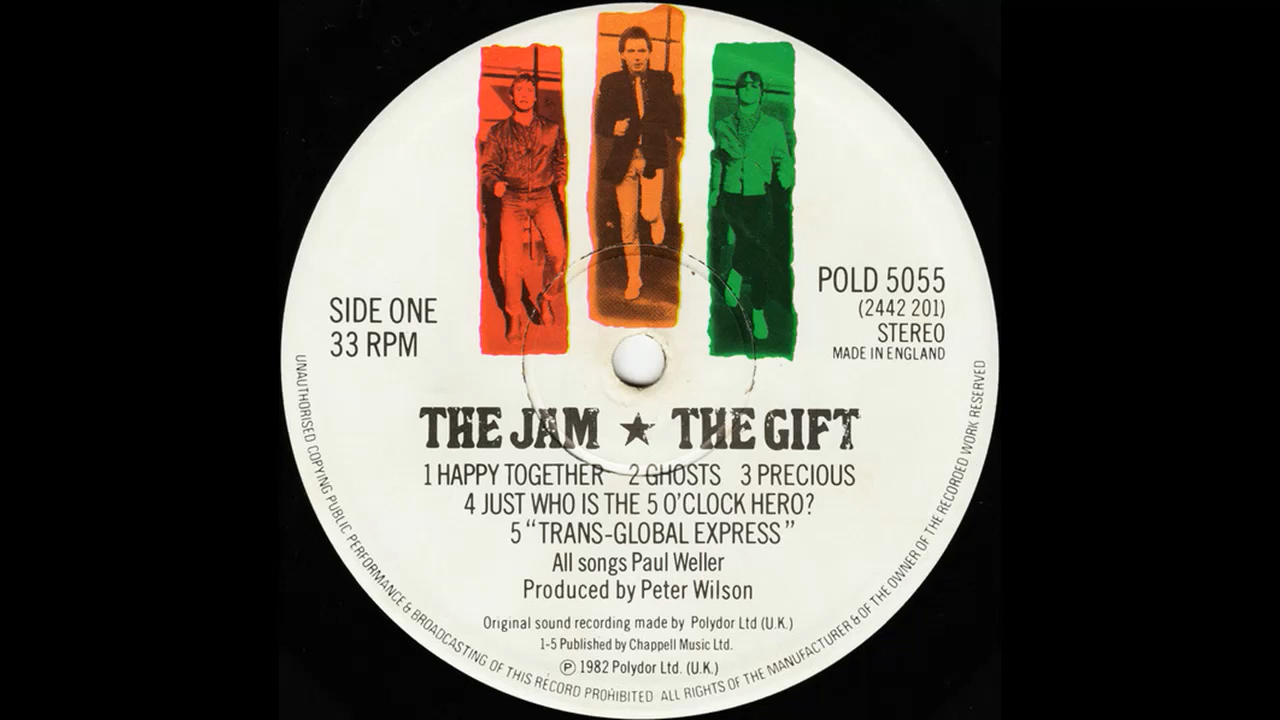 SIDE ONE
33 RPM
POLD 5055
(2442 201)
STEREO
MADE IN ENGLAND
THE JAM ★ THE GIFT
1 HAPPY TOGETHER 2 GHOSTS 3 PRECIOUS
4 JUST WHO IS THE 5 O'CLOCK HERO?
5 “TRANS-GLOBAL EXPRESS”
All songs Paul Weller
Produced by Peter Wilson
Original sound recording made by Polydor Ltd (U.K.)
1-5 Published by Chappell Music Ltd.
Ⓟ 1982 Polydor Ltd. (U.K.)
UNAUTHORISED COPYING PUBLIC PERFORMANCE & BROADCASTING OF THIS RECORD PROHIBITED ALL RIGHTS OF THE MANUFACTURER & OF THE OWNER OF THE RECORDED WORK RESERVED